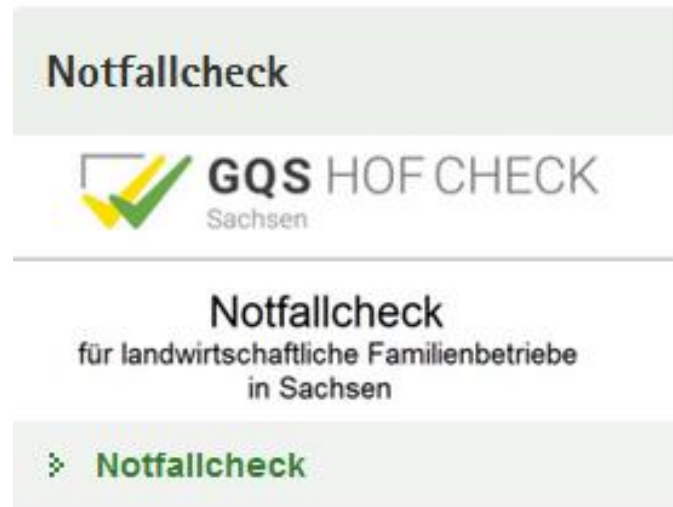 Notfallcheck
GQS HOF CHECK
Sachsen
Notfallcheck
für landwirtschaftliche Familienbetriebe
in Sachsen
Notfallcheck